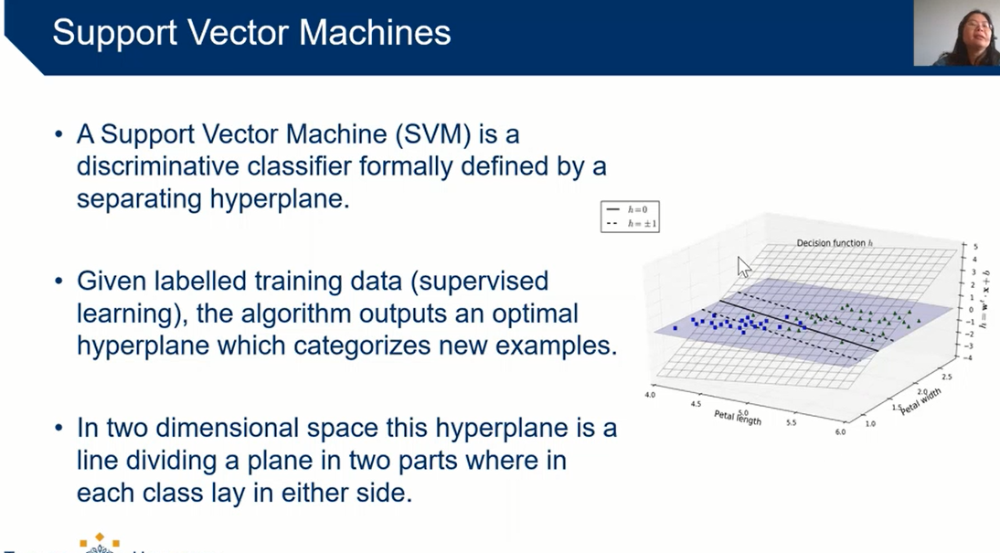 Support Vector Machines
• A Support Vector Machine (SVM) is a
discriminative classifier formally defined by a
separating hyperplane.
• Given labelled training data (supervised
learning), the algorithm outputs an optimal
hyperplane which categorizes new examples.
• In two dimensional space this hyperplane is a
line dividing a plane in two parts where in
each class lay in either side.
h=0
h= ±1
Decision function h
5
4
3
2
1
0
−1
−2
−3
−4
h = w^t · x + b
4.0
4.5
5.0
5.5
6.0
Petal length
1.0
1.5
2.0
2.5
Petal width